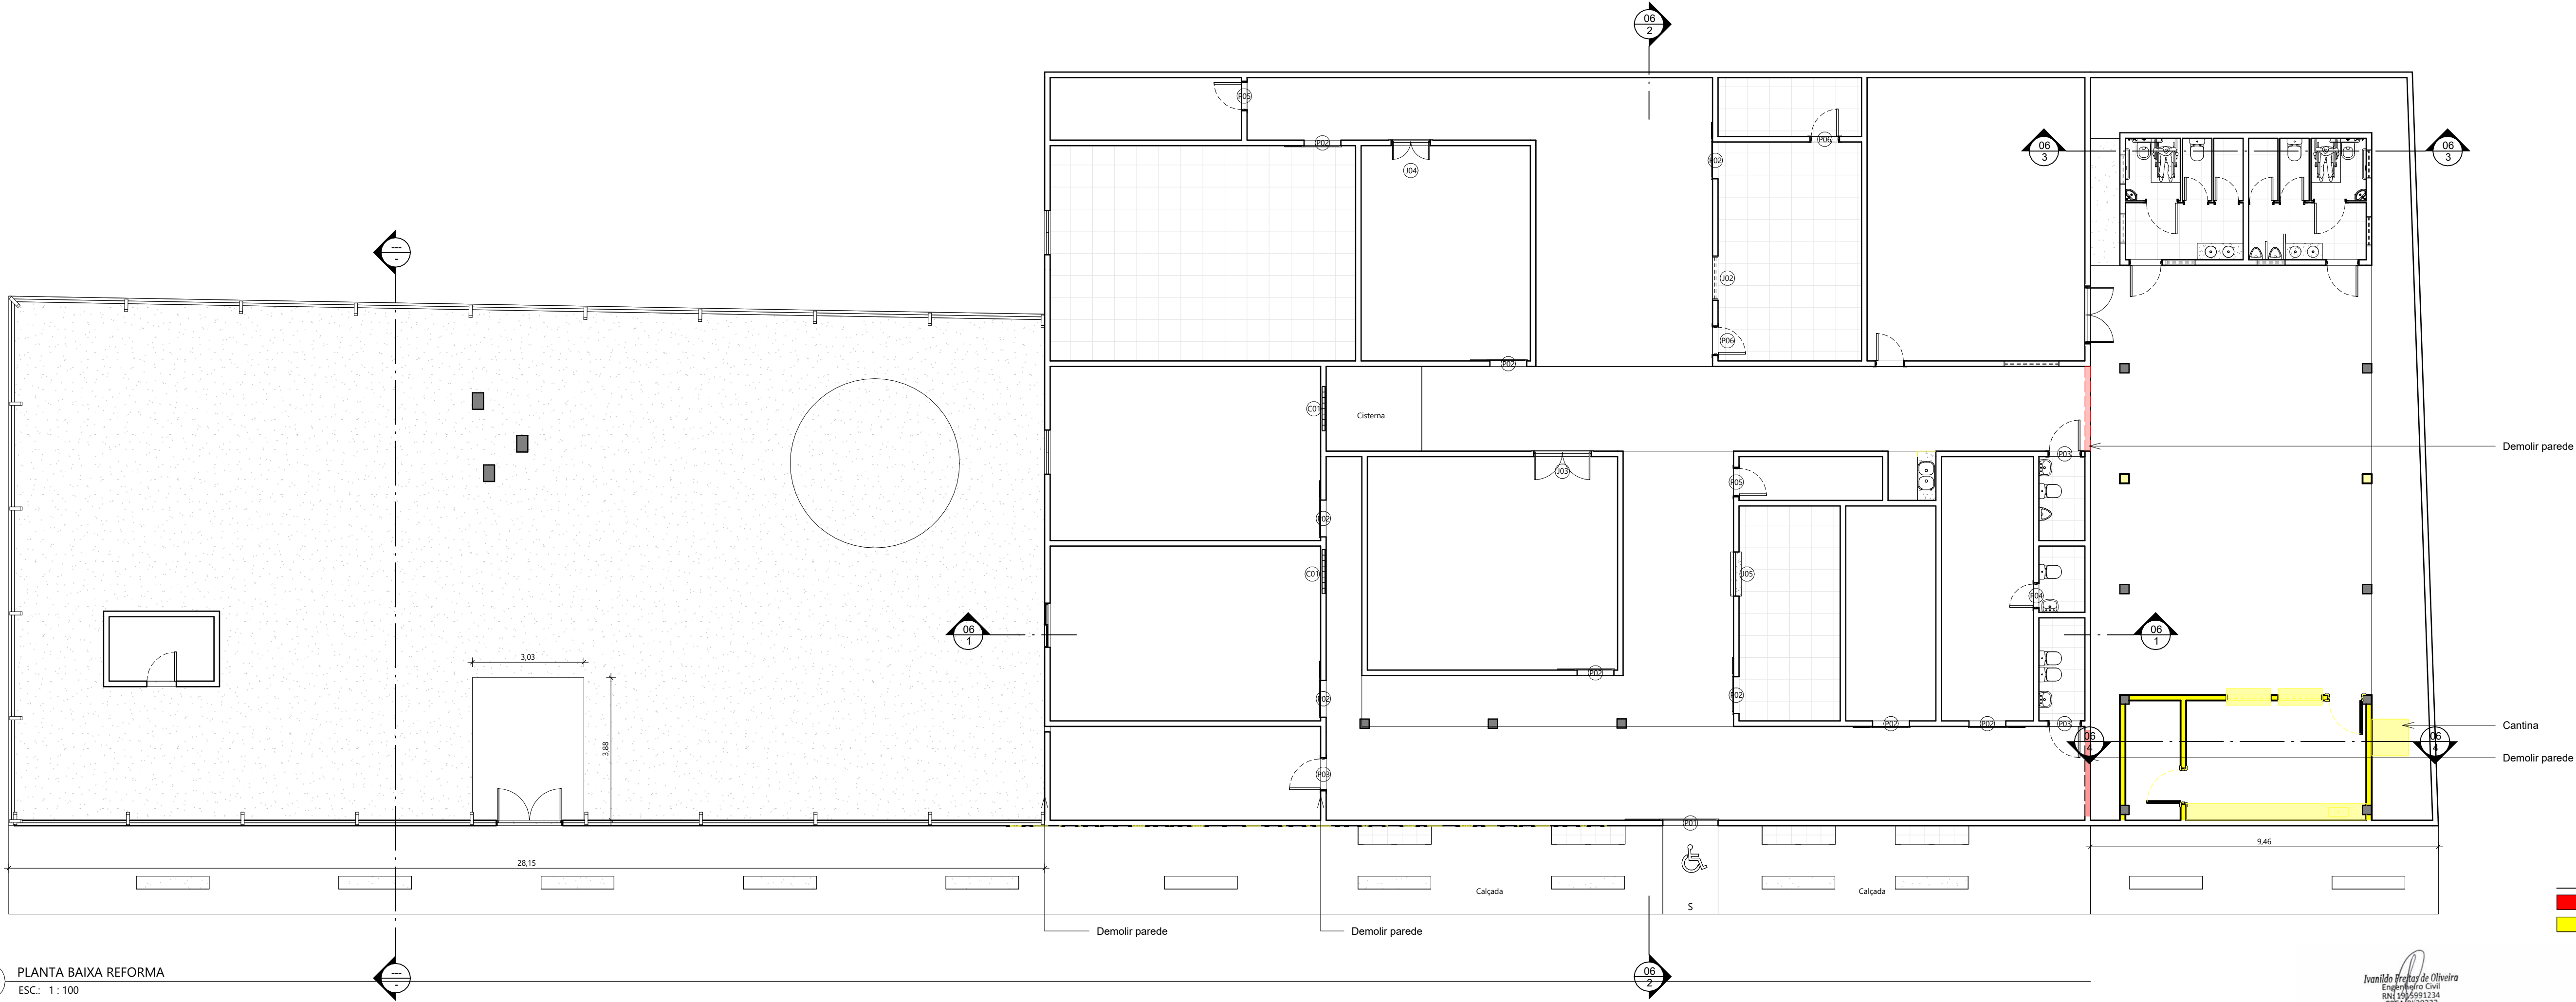 06
2
P05
P02
J04
P02
P06
06
3
06
3
---
-
J02
P06
P02
C01
Cisterna
Demolir parede
P03
J03
P05
P02
C01
J05
P04
06
1
06
1
3,03
P02
P02
P02
P02
P02
P03
Cantina
3,88
06
4
06
4
Demolir parede
P03
P01
28,15
9,46
Calçada
Calçada
S
Demolir parede
Demolir parede
PLANTA BAIXA REFORMA
ESC.: 1 : 100
---
-
06
2
Ivanildo Freitas de Oliveira
Engenheiro Civil
RN: 1915991234